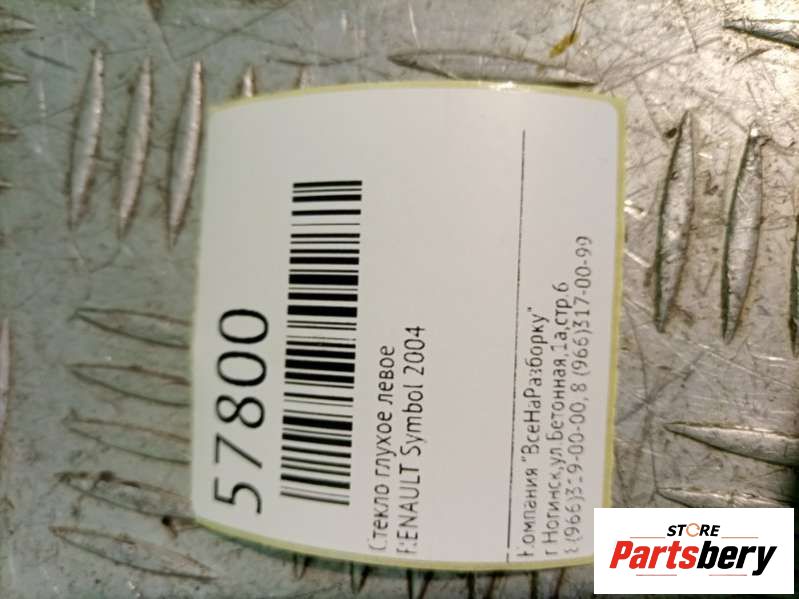 57800
Стекло глухое левое
RENAULT Symbol 2004
Компания "ВсеНаРазборку"
г.Ногинск,ул.Бетонная,1а,стр.6
8 (966)319-00-00, 8 (966)317-00-99
STORE
Partsbery